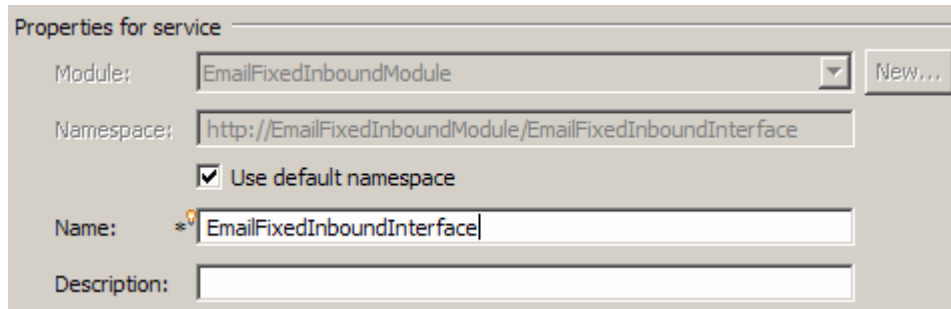 Properties for service
Module: EmailFixedInboundModule New...
Namespace: http://EmailFixedInboundModule/EmailFixedInboundInterface
Use default namespace
Name: * EmailFixedInboundInterface
Description: